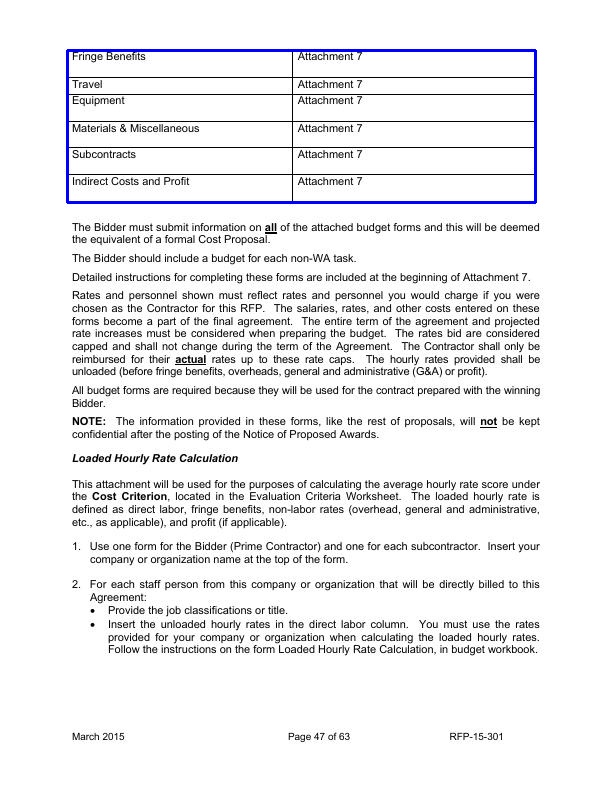 Fringe Benefits Attachment 7
Travel Attachment 7
Equipment Attachment 7
Materials & Miscellaneous Attachment 7
Subcontracts Attachment 7
Indirect Costs and Profit Attachment 7
The Bidder must submit information on all of the attached budget forms and this will be deemed
the equivalent of a formal Cost Proposal.
The Bidder should include a budget for each non-WA task.
Detailed instructions for completing these forms are included at the beginning of Attachment 7.
Rates and personnel shown must reflect rates and personnel you would charge if you were
chosen as the Contractor for this RFP. The salaries, rates, and other costs entered on these
forms become a part of the final agreement. The entire term of the agreement and projected
rate increases must be considered when preparing the budget. The rates bid are considered
capped and shall not change during the term of the Agreement. The Contractor shall only be
reimbursed for their actual rates up to these rate caps. The hourly rates provided shall be
unloaded (before fringe benefits, overheads, general and administrative (G&A) or profit).
All budget forms are required because they will be used for the contract prepared with the winning
Bidder.
NOTE: The information provided in these forms, like the rest of proposals, will not be kept
confidential after the posting of the Notice of Proposed Awards.
Loaded Hourly Rate Calculation
This attachment will be used for the purposes of calculating the average hourly rate score under
the Cost Criterion, located in the Evaluation Criteria Worksheet. The loaded hourly rate is
defined as direct labor, fringe benefits, non-labor rates (overhead, general and administrative,
etc., as applicable), and profit (if applicable).
1. Use one form for the Bidder (Prime Contractor) and one for each subcontractor. Insert your
company or organization name at the top of the form.
2. For each staff person from this company or organization that will be directly billed to this
Agreement:
• Provide the job classifications or title.
• Insert the unloaded hourly rates in the direct labor column. You must use the rates
provided for your company or organization when calculating the loaded hourly rates.
Follow the instructions on the form Loaded Hourly Rate Calculation, in budget workbook.
March 2015 Page 47 of 63 RFP-15-301